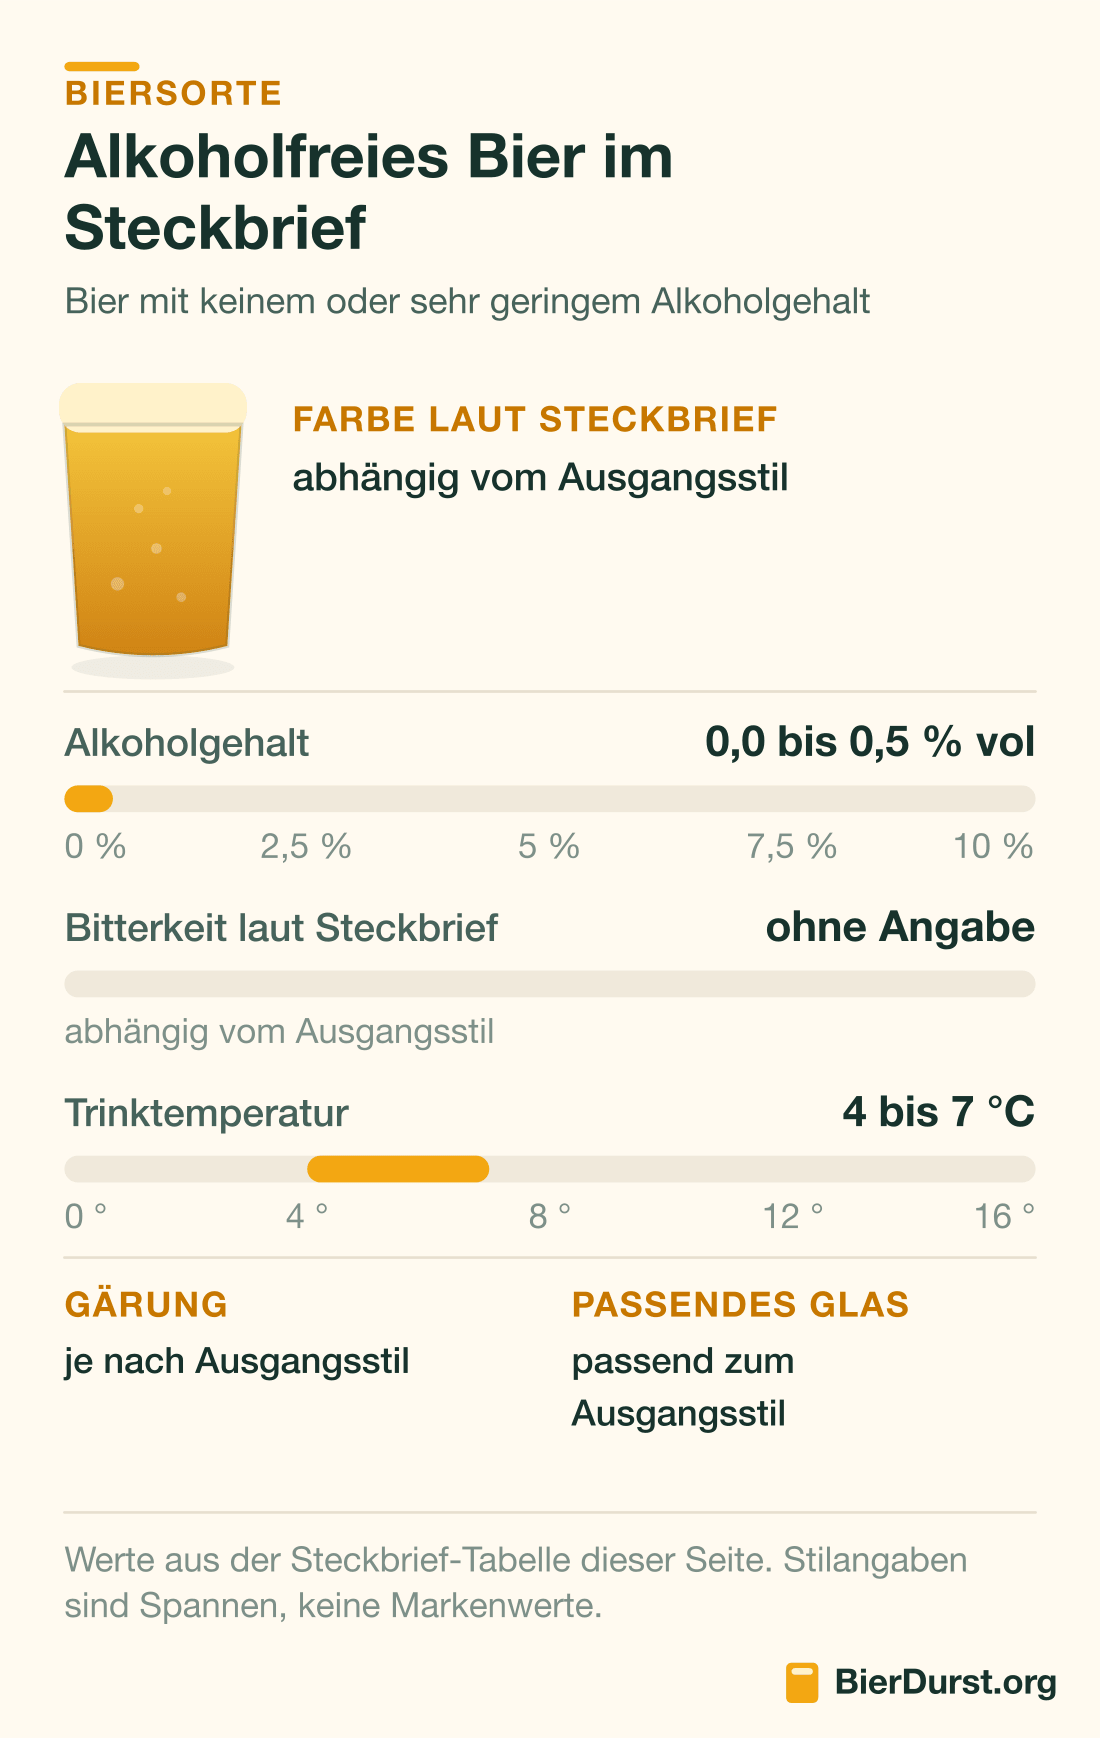 BIERSORTE
Alkoholfreies Bier im
Steckbrief
Bier mit keinem oder sehr geringem Alkoholgehalt
FARBE LAUT STECKBRIEF
abhängig vom Ausgangsstil
Alkoholgehalt 0,0 bis 0,5 % vol
0 % 2,5 % 5 % 7,5 % 10 %
Bitterkeit laut Steckbrief ohne Angabe
abhängig vom Ausgangsstil
Trinktemperatur 4 bis 7 °C
0 ° 4 ° 8 ° 12 ° 16 °
GÄRUNG
je nach Ausgangsstil
PASSENDES GLAS
passend zum
Ausgangsstil
Werte aus der Steckbrief-Tabelle dieser Seite. Stilangaben
sind Spannen, keine Markenwerte.
BierDurst.org